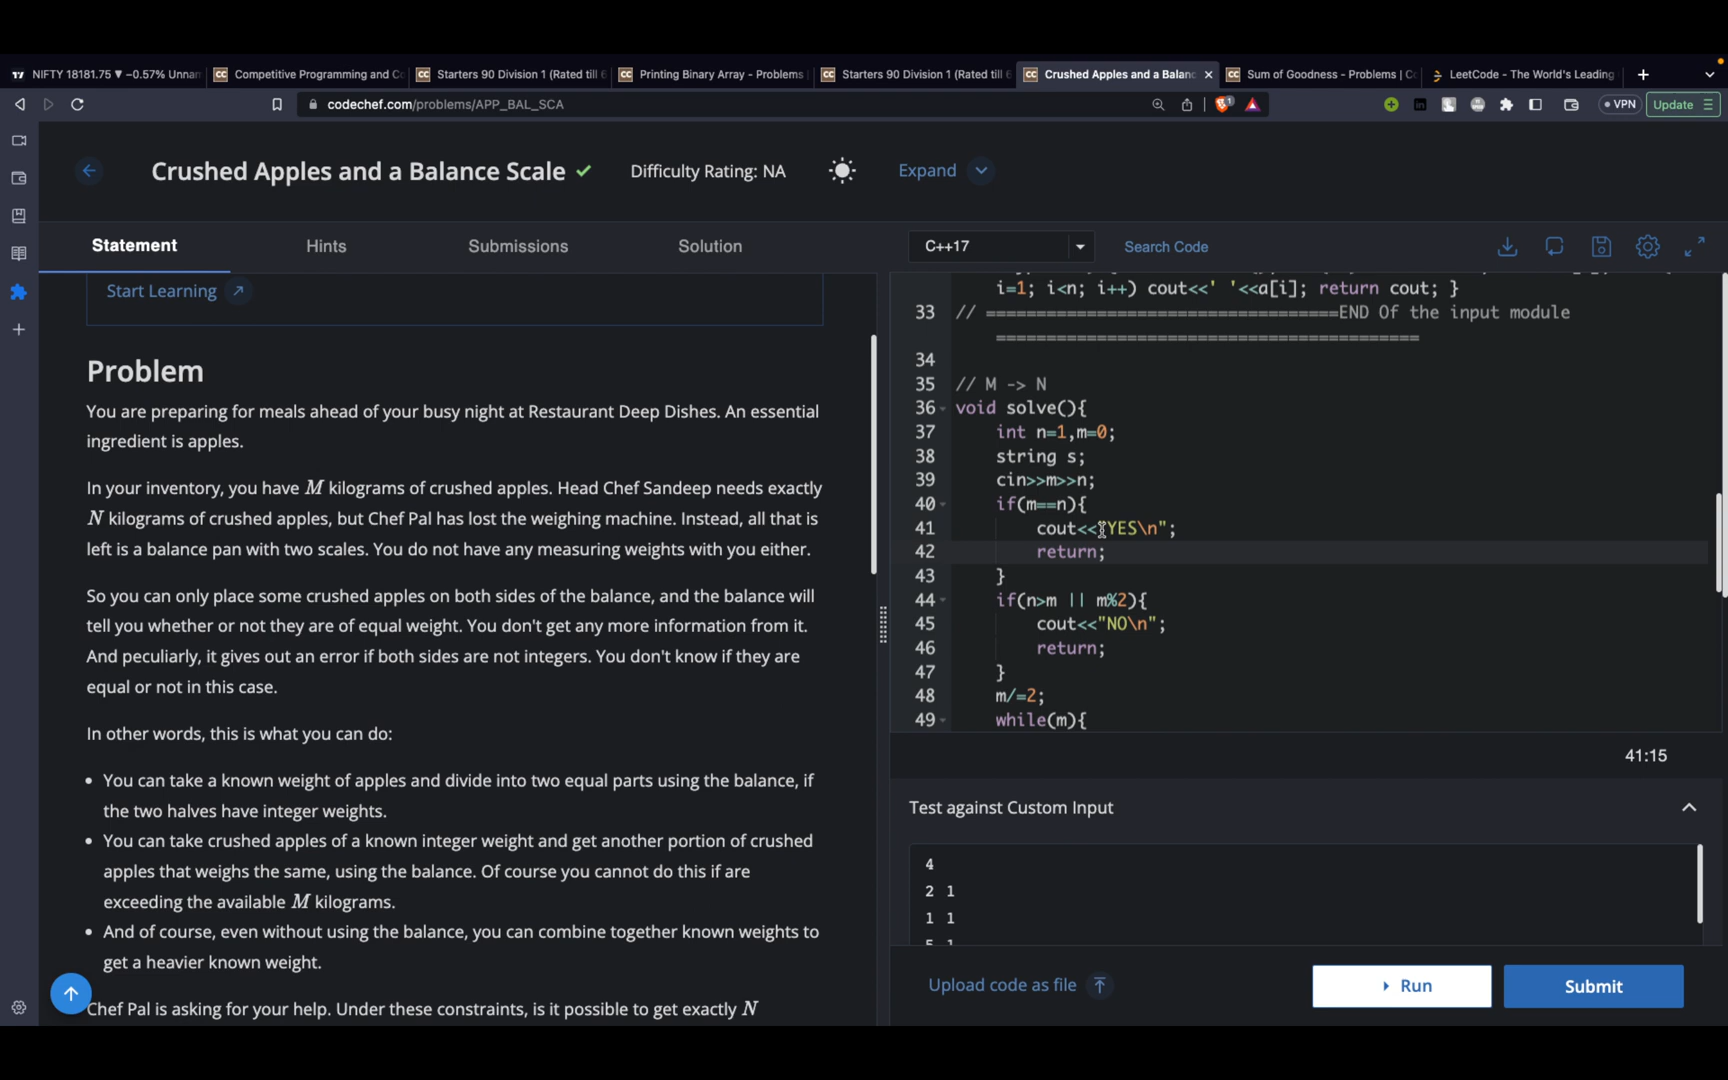 NIFTY 18181.75 ▼ −0.57% Unnan
Competitive Programming and Co
Starters 90 Division 1 (Rated till 6
Printing Binary Array - Problems
Starters 90 Division 1 (Rated till 6
Crushed Apples and a Balanc
Sum of Goodness - Problems | Co
LeetCode - The World's Leading
codechef.com/problems/APP_BAL_SCA
VPN
Update
Crushed Apples and a Balance Scale
Difficulty Rating: NA
Expand
Statement
Hints
Submissions
Solution
C++17
Search Code
Start Learning
Problem
You are preparing for meals ahead of your busy night at Restaurant Deep Dishes. An essential
ingredient is apples.
In your inventory, you have M kilograms of crushed apples. Head Chef Sandeep needs exactly
N kilograms of crushed apples, but Chef Pal has lost the weighing machine. Instead, all that is
left is a balance pan with two scales. You do not have any measuring weights with you either.
So you can only place some crushed apples on both sides of the balance, and the balance will
tell you whether or not they are of equal weight. You don't get any more information from it.
And peculiarly, it gives out an error if both sides are not integers. You don't know if they are
equal or not in this case.
In other words, this is what you can do:
• You can take a known weight of apples and divide into two equal parts using the balance, if
the two halves have integer weights.
• You can take crushed apples of a known integer weight and get another portion of crushed
apples that weighs the same, using the balance. Of course you cannot do this if are
exceeding the available M kilograms.
• And of course, even without using the balance, you can combine together known weights to
get a heavier known weight.
Chef Pal is asking for your help. Under these constraints, is it possible to get exactly N
i=1; i<n; i++) cout<<' '<<a[i]; return cout; }
33 // ===================================END Of the input module
==========================================
34
35 // M -> N
36 void solve(){
37 int n=1,m=0;
38 string s;
39 cin>>m>>n;
40 if(m==n){
41 cout<<"YES\n";
42 return;
43 }
44 if(n>m || m%2){
45 cout<<"NO\n";
46 return;
47 }
48 m/=2;
49 while(m){
41:15
Test against Custom Input
4
2 1
1 1
5 1
Upload code as file
Run
Submit